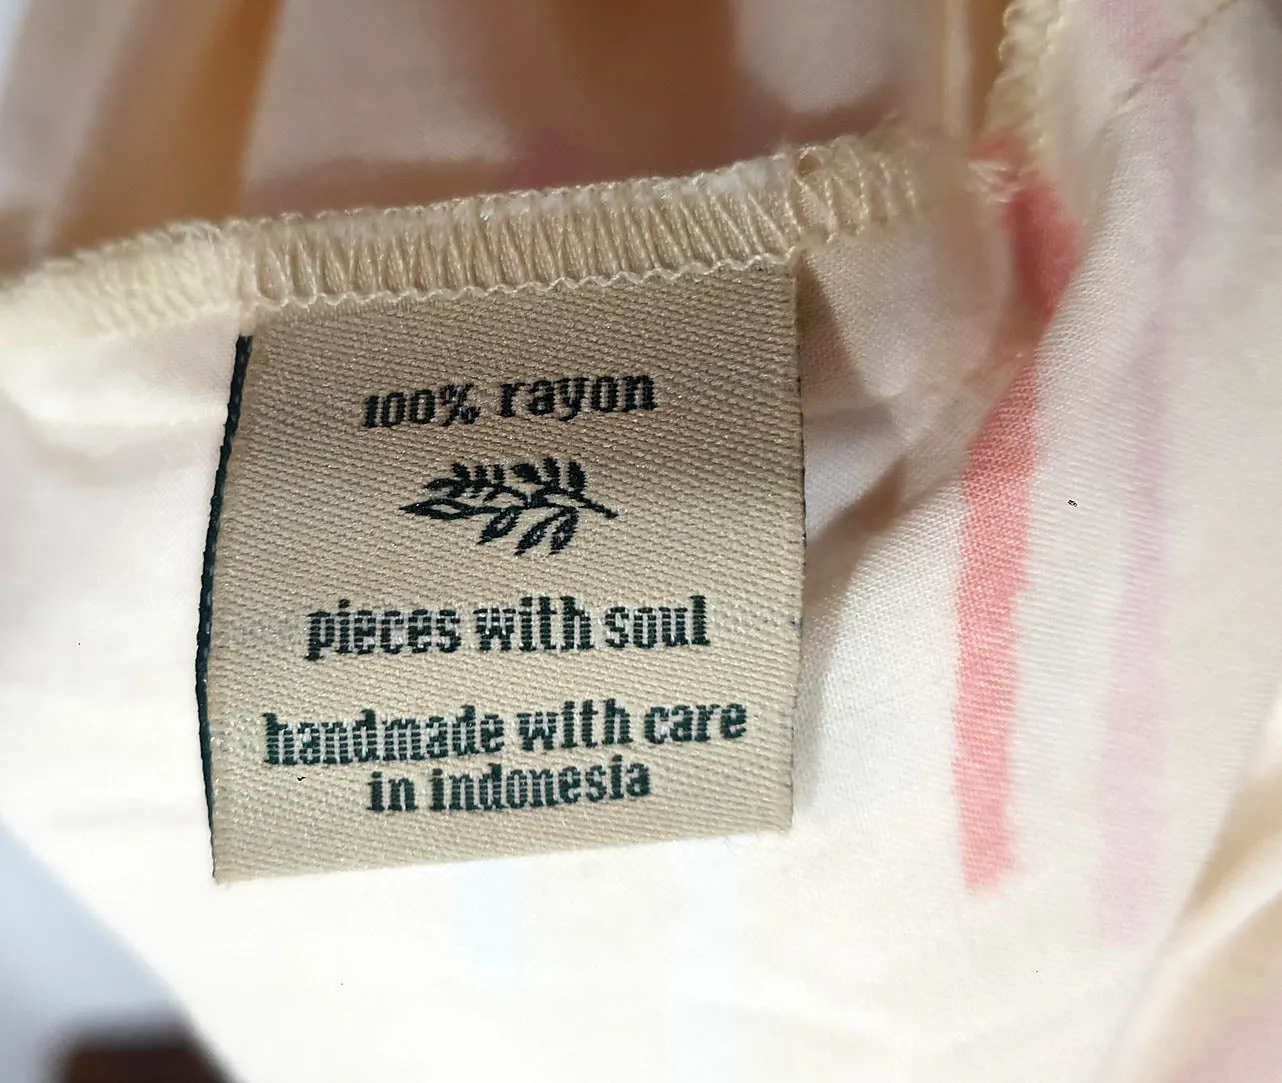 100% rayon
pieces with soul
handmade with care
in indonesia